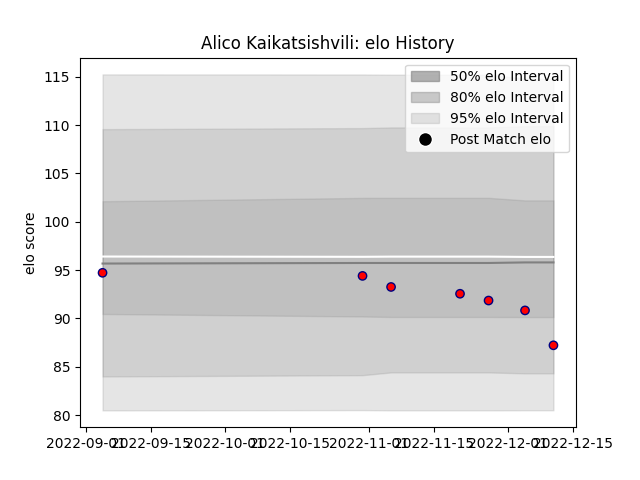 Alico Kaikatsishvili: elo History
50% elo Interval
80% elo Interval
95% elo Interval
Post Match elo
elo score
115
110
105
100
95
90
85
80
2022-09-01 2022-09-15 2022-10-01 2022-10-15 2022-11-01 2022-11-15 2022-12-01 2022-12-15